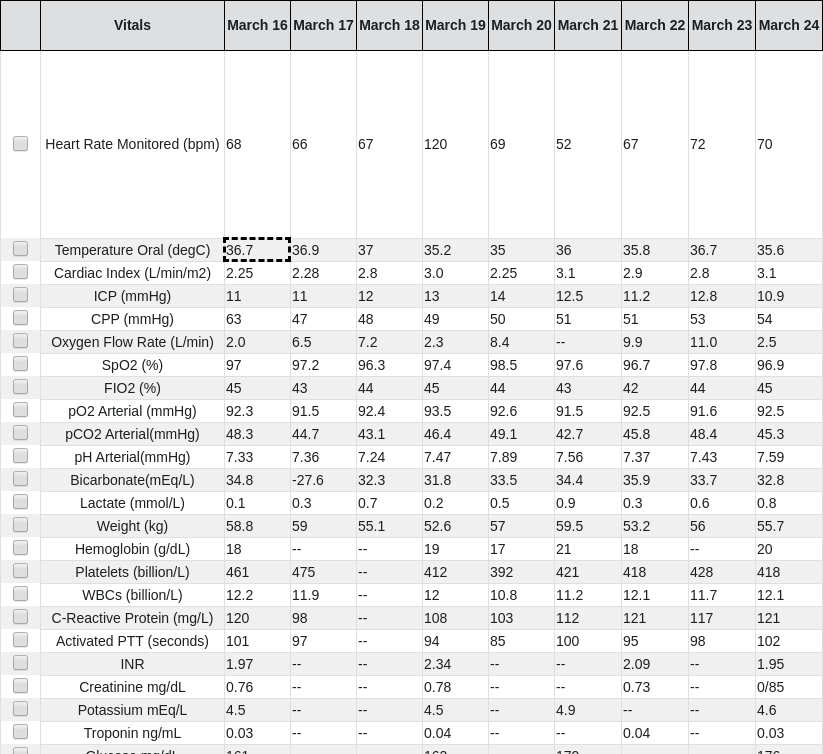 Vitals March 16 March 17 March 18 March 19 March 20 March 21 March 22 March 23 March 24
Heart Rate Monitored (bpm) 68 66 67 120 69 52 67 72 70
Temperature Oral (degC) 36.7 36.9 37 35.2 35 36 35.8 36.7 35.6
Cardiac Index (L/min/m2) 2.25 2.28 2.8 3.0 2.25 3.1 2.9 2.8 3.1
ICP (mmHg) 11 11 12 13 14 12.5 11.2 12.8 10.9
CPP (mmHg) 63 47 48 49 50 51 51 53 54
Oxygen Flow Rate (L/min) 2.0 6.5 7.2 2.3 8.4 -- 9.9 11.0 2.5
SpO2 (%) 97 97.2 96.3 97.4 98.5 97.6 96.7 97.8 96.9
FIO2 (%) 45 43 44 45 44 43 42 44 45
pO2 Arterial (mmHg) 92.3 91.5 92.4 93.5 92.6 91.5 92.5 91.6 92.5
pCO2 Arterial(mmHg) 48.3 44.7 43.1 46.4 49.1 42.7 45.8 48.4 45.3
pH Arterial(mmHg) 7.33 7.36 7.24 7.47 7.89 7.56 7.37 7.43 7.59
Bicarbonate(mEq/L) 34.8 -27.6 32.3 31.8 33.5 34.4 35.9 33.7 32.8
Lactate (mmol/L) 0.1 0.3 0.7 0.2 0.5 0.9 0.3 0.6 0.8
Weight (kg) 58.8 59 55.1 52.6 57 59.5 53.2 56 55.7
Hemoglobin (g/dL) 18 -- -- 19 17 21 18 -- 20
Platelets (billion/L) 461 475 -- 412 392 421 418 428 418
WBCs (billion/L) 12.2 11.9 -- 12 10.8 11.2 12.1 11.7 12.1
C-Reactive Protein (mg/L) 120 98 -- 108 103 112 121 117 121
Activated PTT (seconds) 101 97 -- 94 85 100 95 98 102
INR 1.97 -- -- 2.34 -- -- 2.09 -- 1.95
Creatinine mg/dL 0.76 -- -- 0.78 -- -- 0.73 -- 0/85
Potassium mEq/L 4.5 -- -- 4.5 -- 4.9 -- -- 4.6
Troponin ng/mL 0.03 -- -- 0.04 -- -- 0.04 -- 0.03